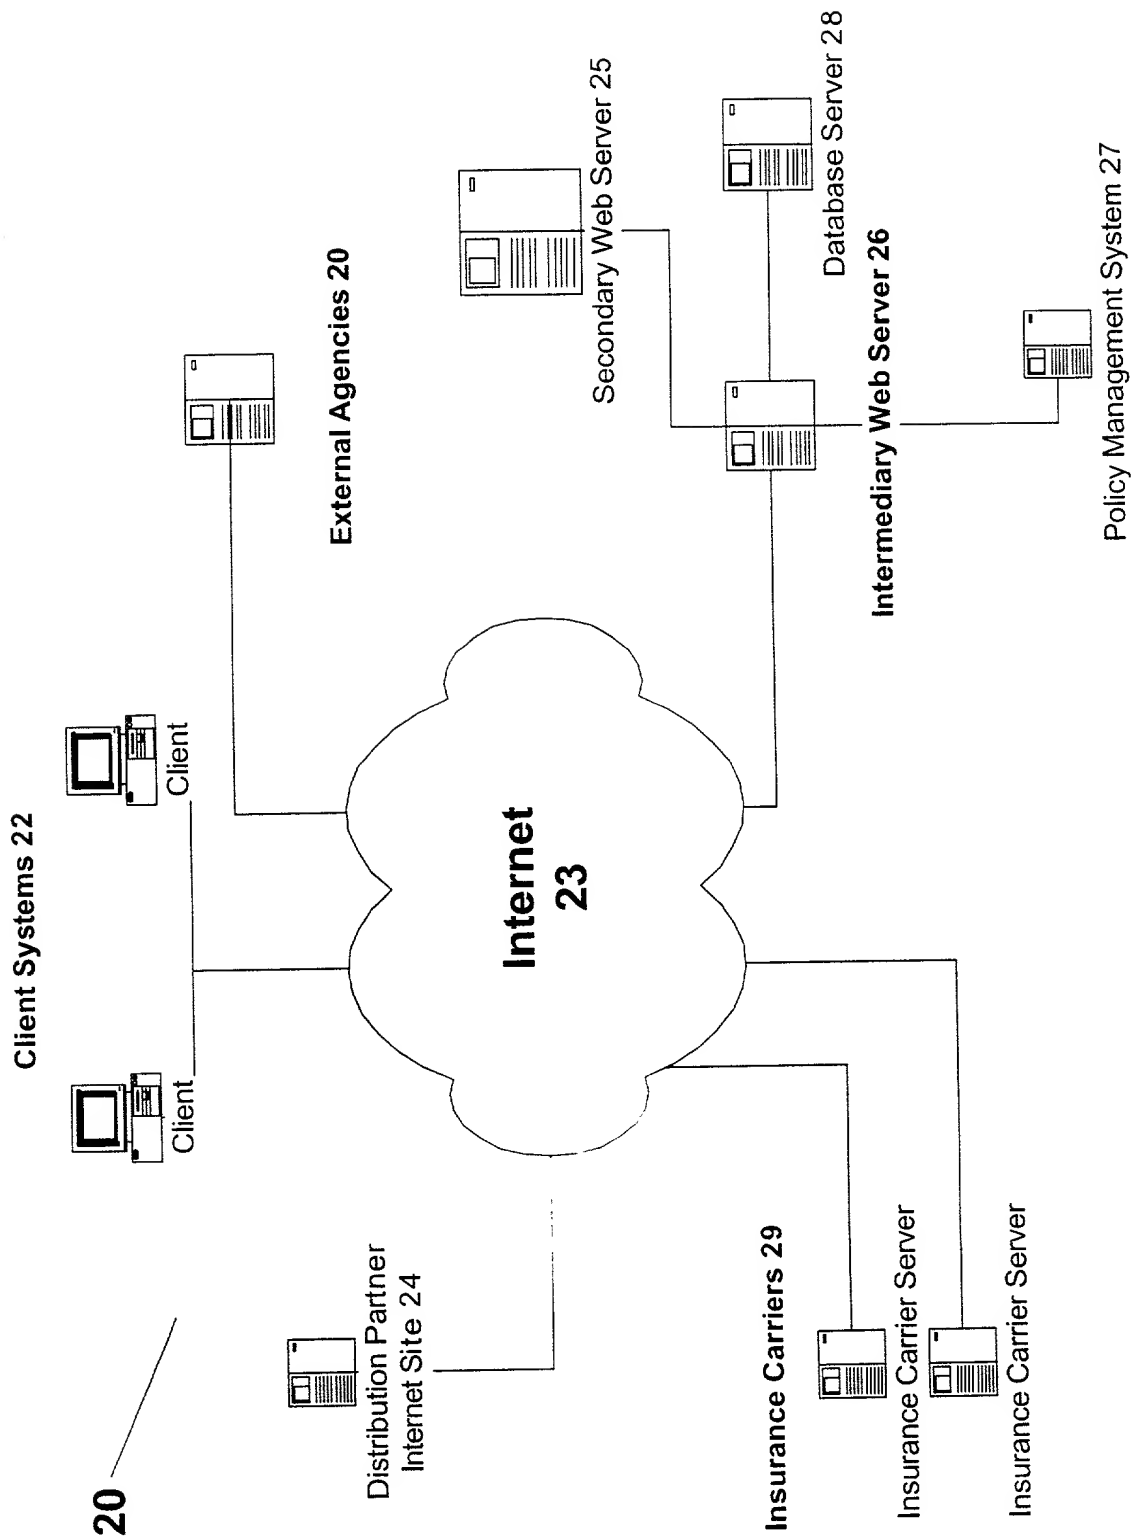 20
Client Systems 22
Client
Client
External Agencies 20
Distribution Partner
Internet Site 24
Internet
23
Secondary Web Server 25
Database Server 28
Intermediary Web Server 26
Policy Management System 27
Insurance Carriers 29
Insurance Carrier Server
Insurance Carrier Server